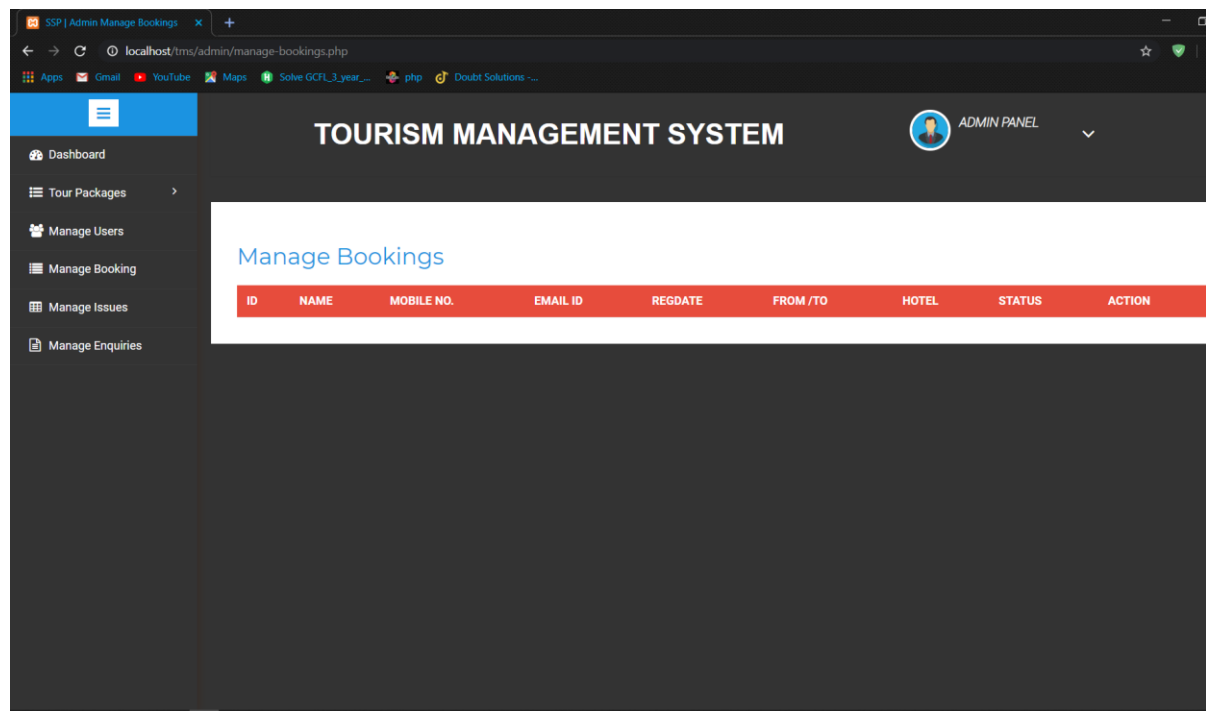 SSP | Admin Manage Bookings
localhost/tms/admin/manage-bookings.php
Apps Gmail YouTube Maps Solve GCFL_3_year_... php Doubt Solutions -...
TOURISM MANAGEMENT SYSTEM
ADMIN PANEL
Dashboard
Tour Packages
Manage Users
Manage Booking
Manage Issues
Manage Enquiries
Manage Bookings
ID NAME MOBILE NO. EMAIL ID REGDATE FROM /TO HOTEL STATUS ACTION